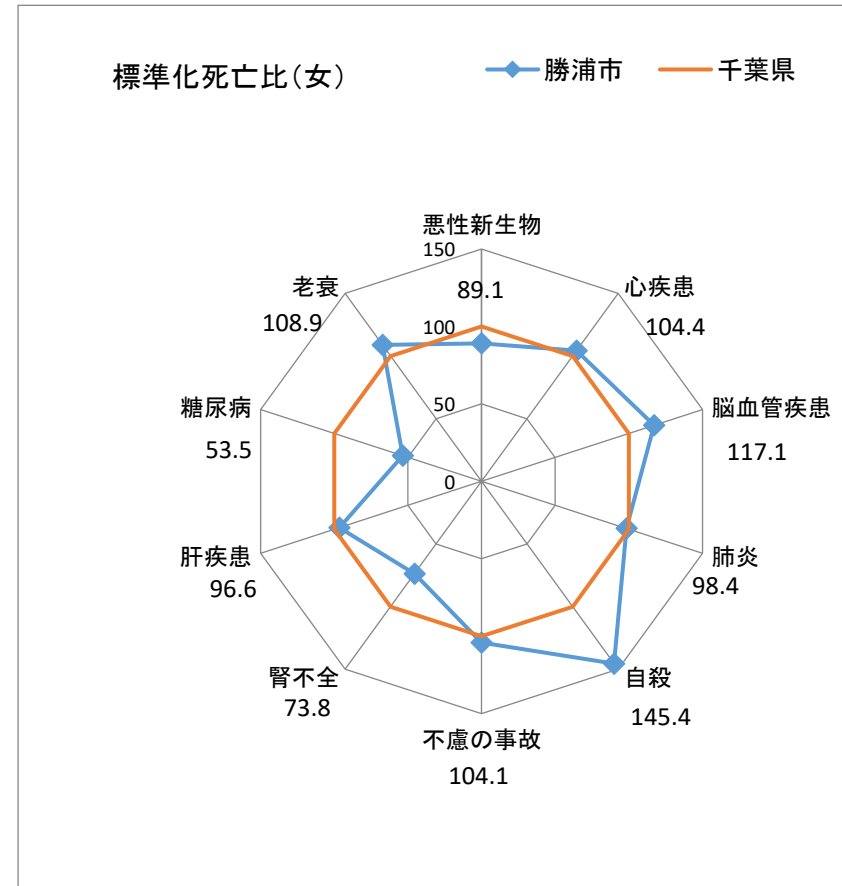 標準化死亡比(女)
勝浦市
千葉県
悪性新生物
150
89.1
100
50
0
心疾患
104.4
脳血管疾患
117.1
肺炎
98.4
自殺
145.4
不慮の事故
104.1
腎不全
73.8
肝疾患
96.6
糖尿病
53.5
老衰
108.9